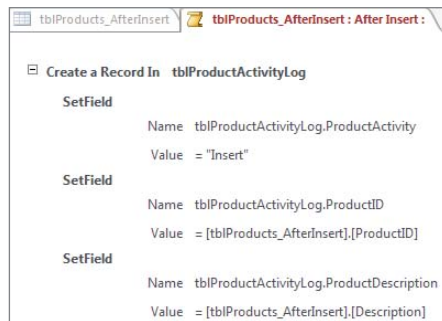 tblProducts_AfterInsert
tblProducts_AfterInsert : After Insert :
Create a Record In tblProductActivityLog
SetField
Name tblProductActivityLog.ProductActivity
Value = "Insert"
SetField
Name tblProductActivityLog.ProductID
Value = [tblProducts_AfterInsert].[ProductID]
SetField
Name tblProductActivityLog.ProductDescription
Value = [tblProducts_AfterInsert].[Description]